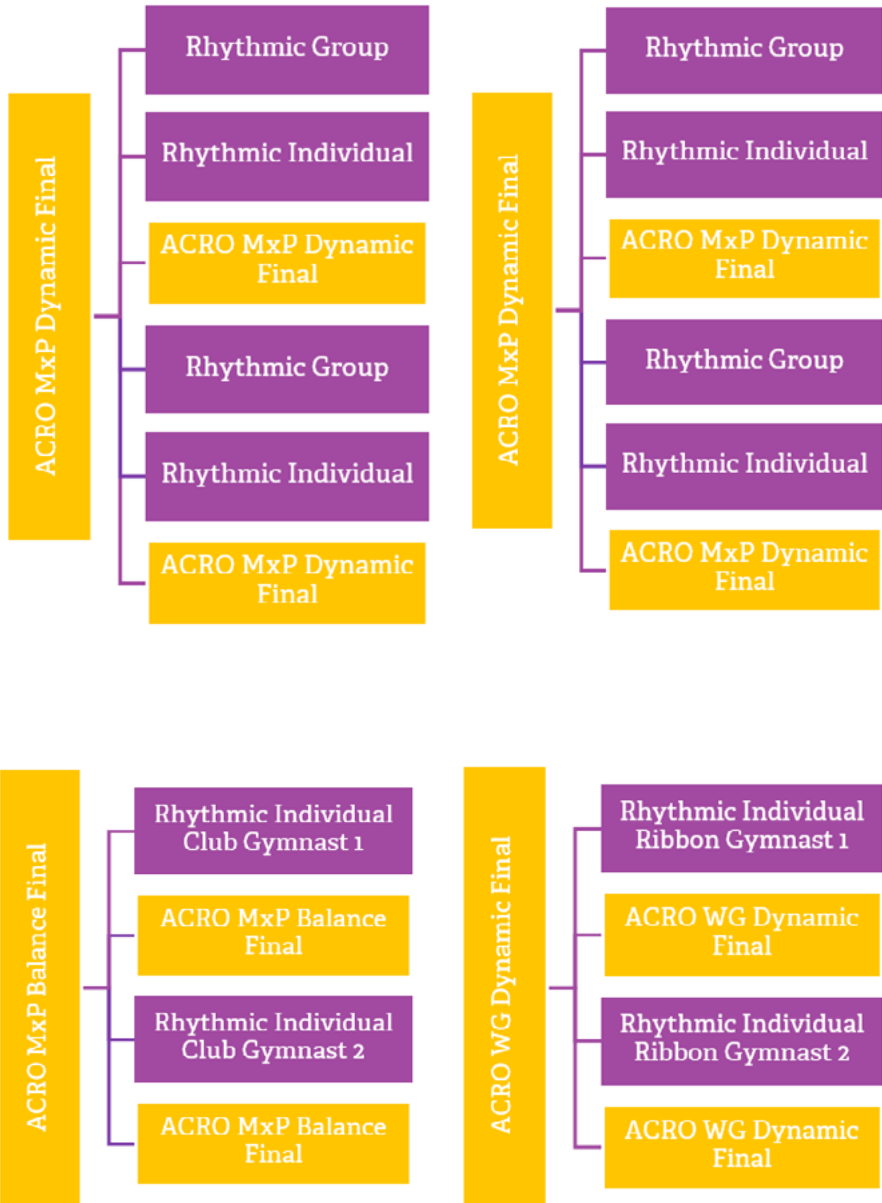 ACRO MxP Dynamic Final
Rhythmic Group
Rhythmic Individual
ACRO MxP Dynamic
Final
Rhythmic Group
Rhythmic Individual
ACRO MxP Dynamic
Final
ACRO MxP Dynamic Final
Rhythmic Group
Rhythmic Individual
ACRO MxP Dynamic
Final
Rhythmic Group
Rhythmic Individual
ACRO MxP Dynamic
Final
ACRO MxP Balance Final
Rhythmic Individual
Club Gymnast 1
ACRO MxP Balance
Final
Rhythmic Individual
Club Gymnast 2
ACRO MxP Balance
Final
ACRO WG Dynamic Final
Rhythmic Individual
Ribbon Gymnast 1
ACRO WG Dynamic
Final
Rhythmic Individual
Ribbon Gymnast 2
ACRO WG Dynamic
Final